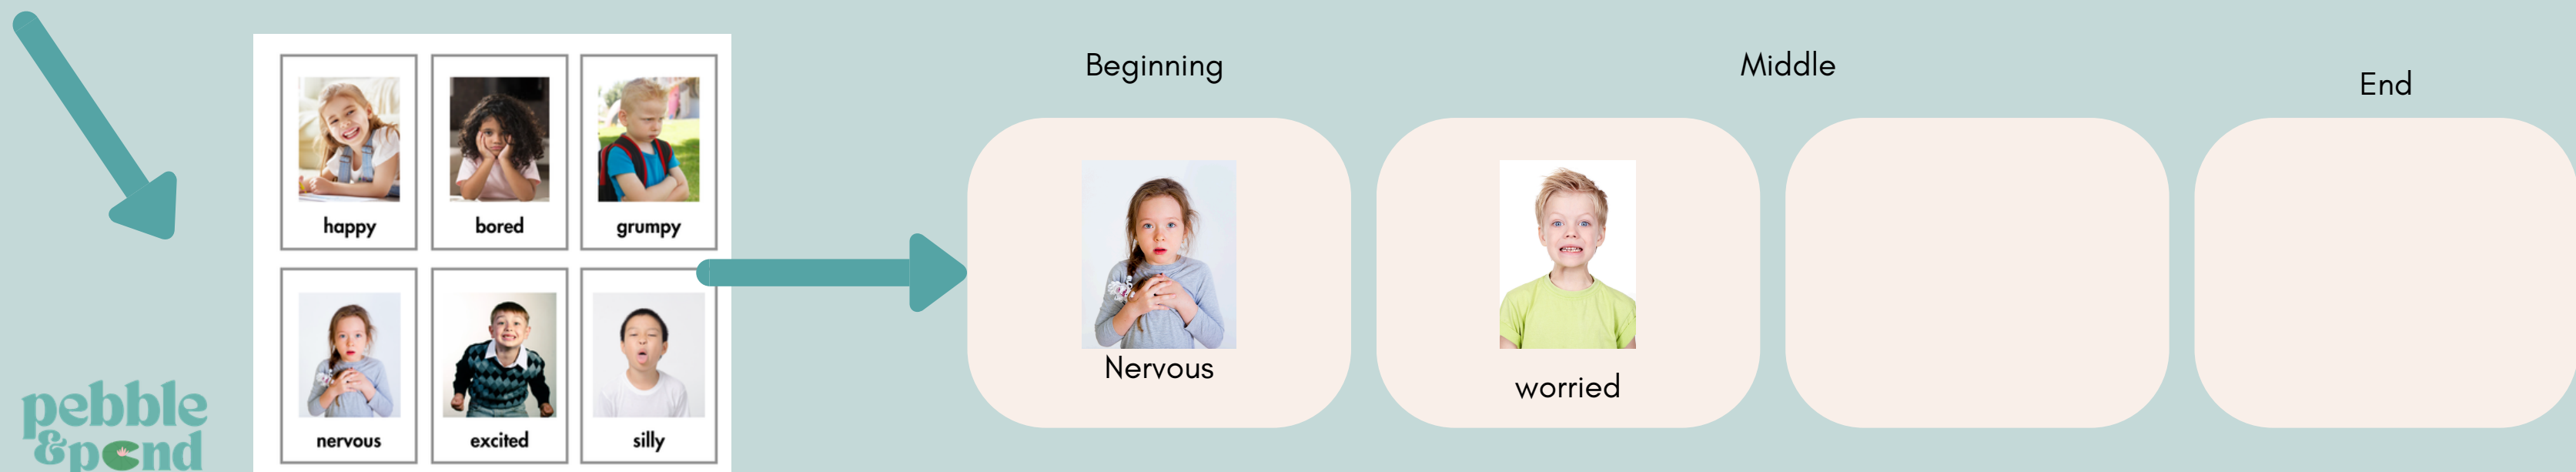 happy
bored
grumpy
nervous
excited
silly
pebble
&pond
Beginning
Middle
End
Nervous
worried